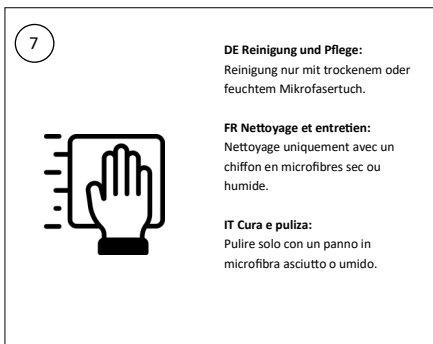 7
DE Reinigung und Pflege:
Reinigung nur mit trockenem oder
feuchtem Mikrofasertuch.
FR Nettoyage et entretien:
Nettoyage uniquement avec un
chiffon en microfibres sec ou
humide.
IT Cura e puliza:
Pulire solo con un panno in
microfibra asciutto o umido.